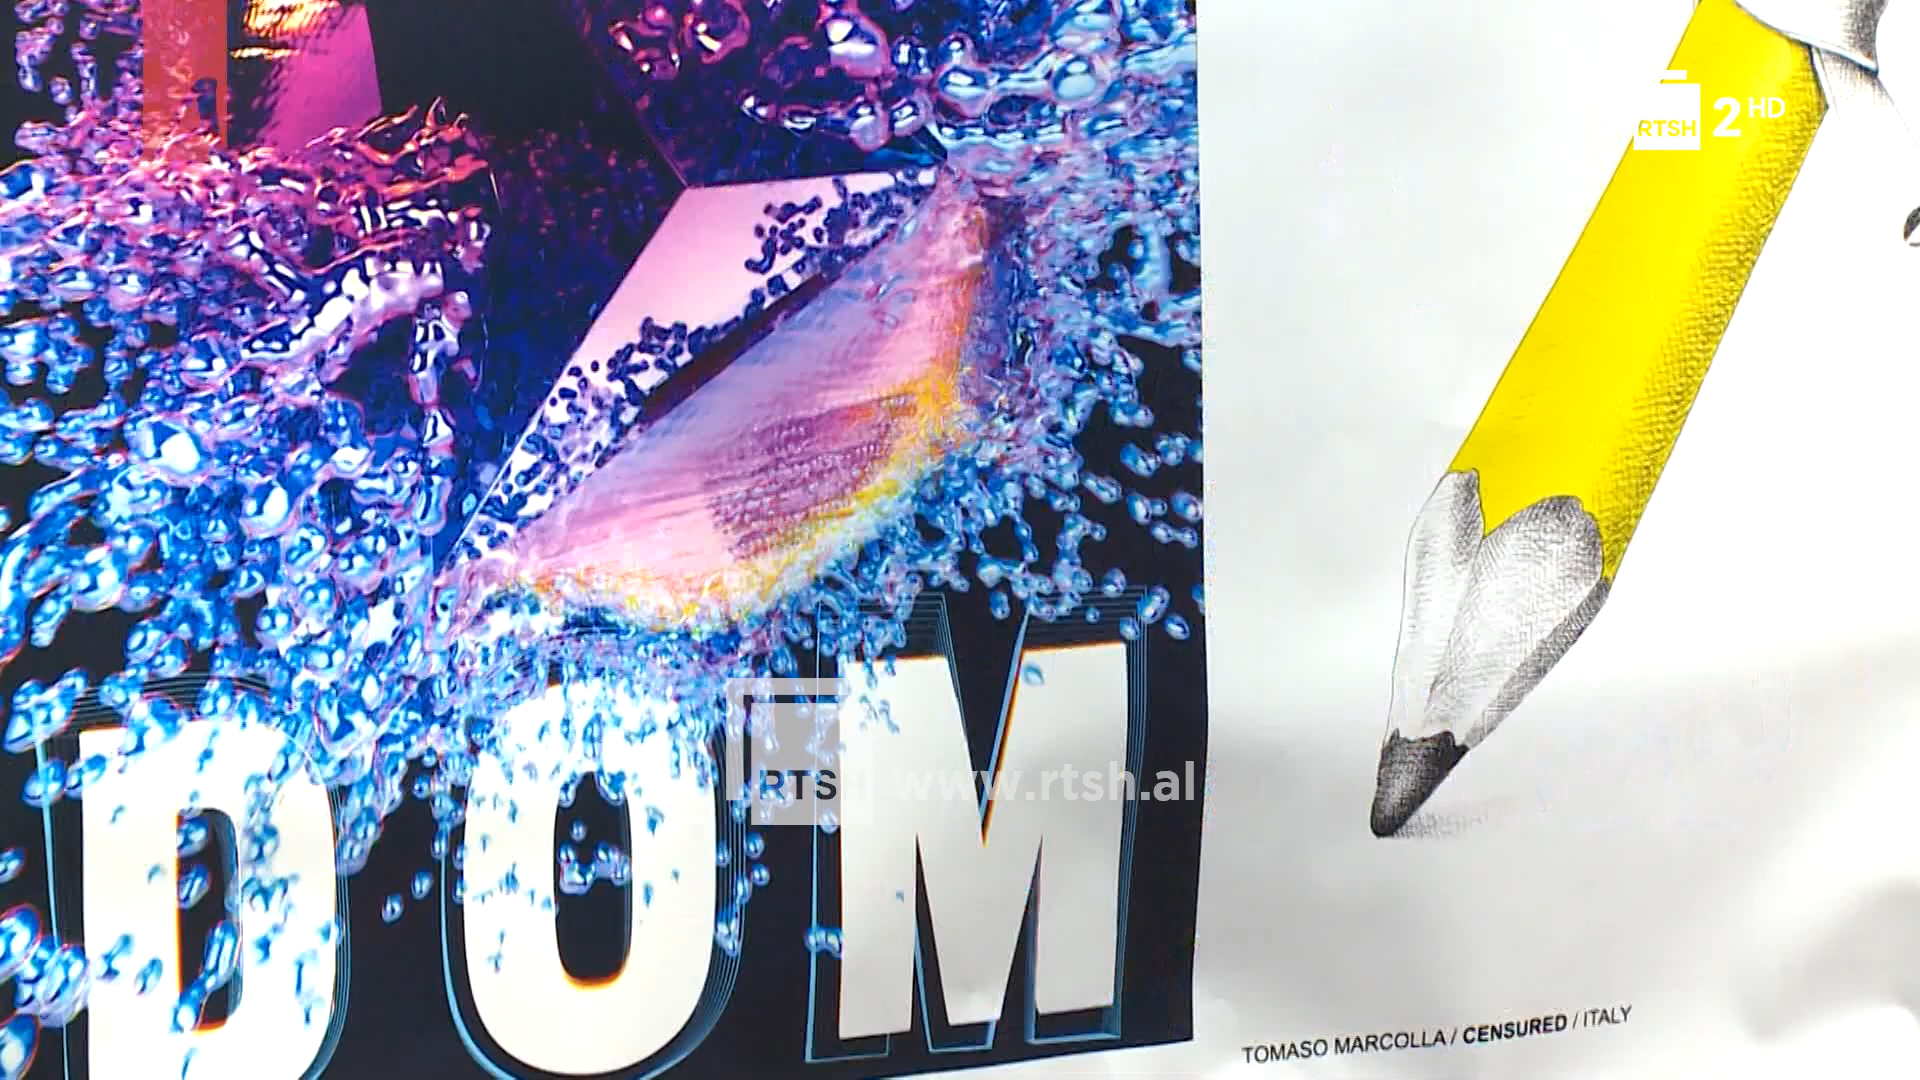 RTSH 2 HD
DOM
RTSH www.rtsh.al
TOMASO MARCOLLA / CENSURED / ITALY